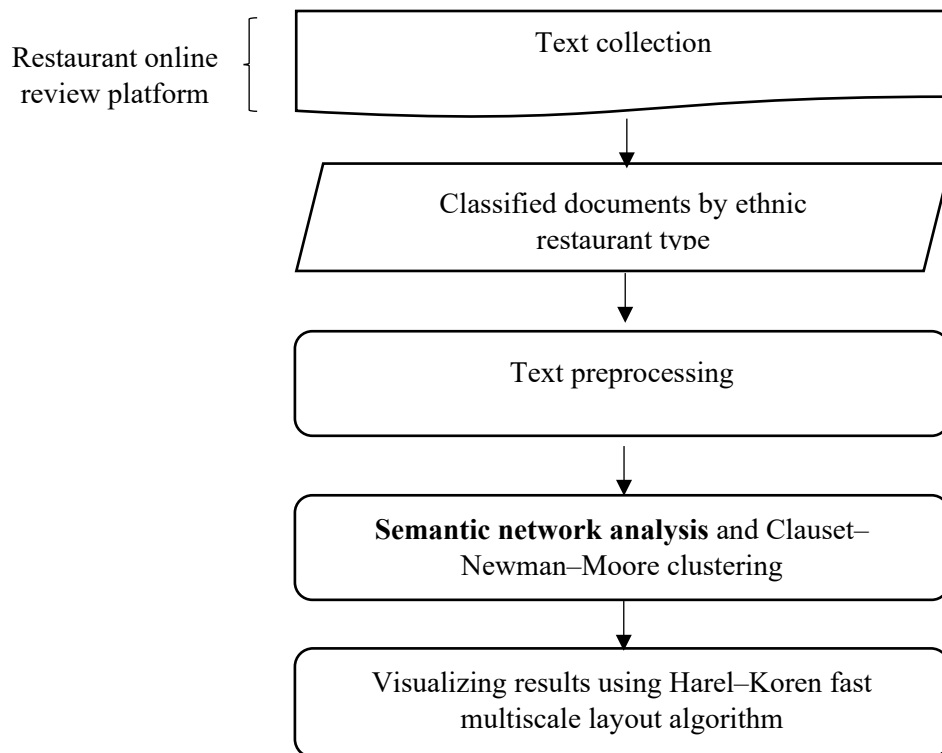 Restaurant online
review platform
Text collection
Classified documents by ethnic
restaurant type
Text preprocessing
Semantic network analysis and Clauset–
Newman–Moore clustering
Visualizing results using Harel–Koren fast
multiscale layout algorithm